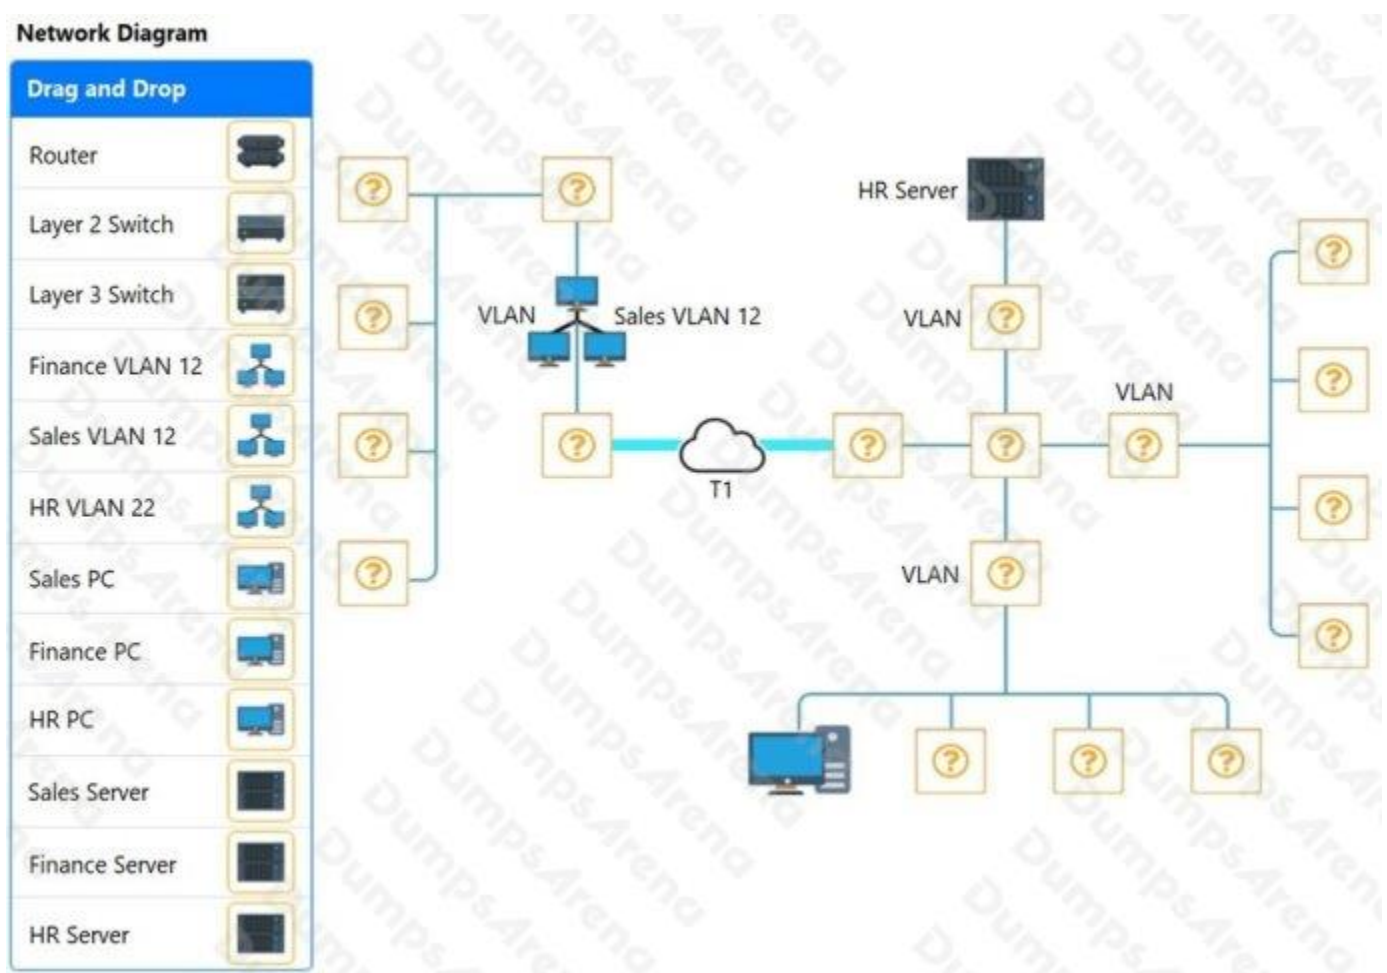 Network Diagram
Drag and Drop
Router
Layer 2 Switch
Layer 3 Switch
Finance VLAN 12
Sales VLAN 12
HR VLAN 22
Sales PC
Finance PC
HR PC
Sales Server
Finance Server
HR Server
?
?
?
?
?
VLAN
Sales VLAN 12
?
T1
?
HR Server
VLAN
?
?
VLAN
?
VLAN
?
?
?
?
?
?
?
?
DumpsArena